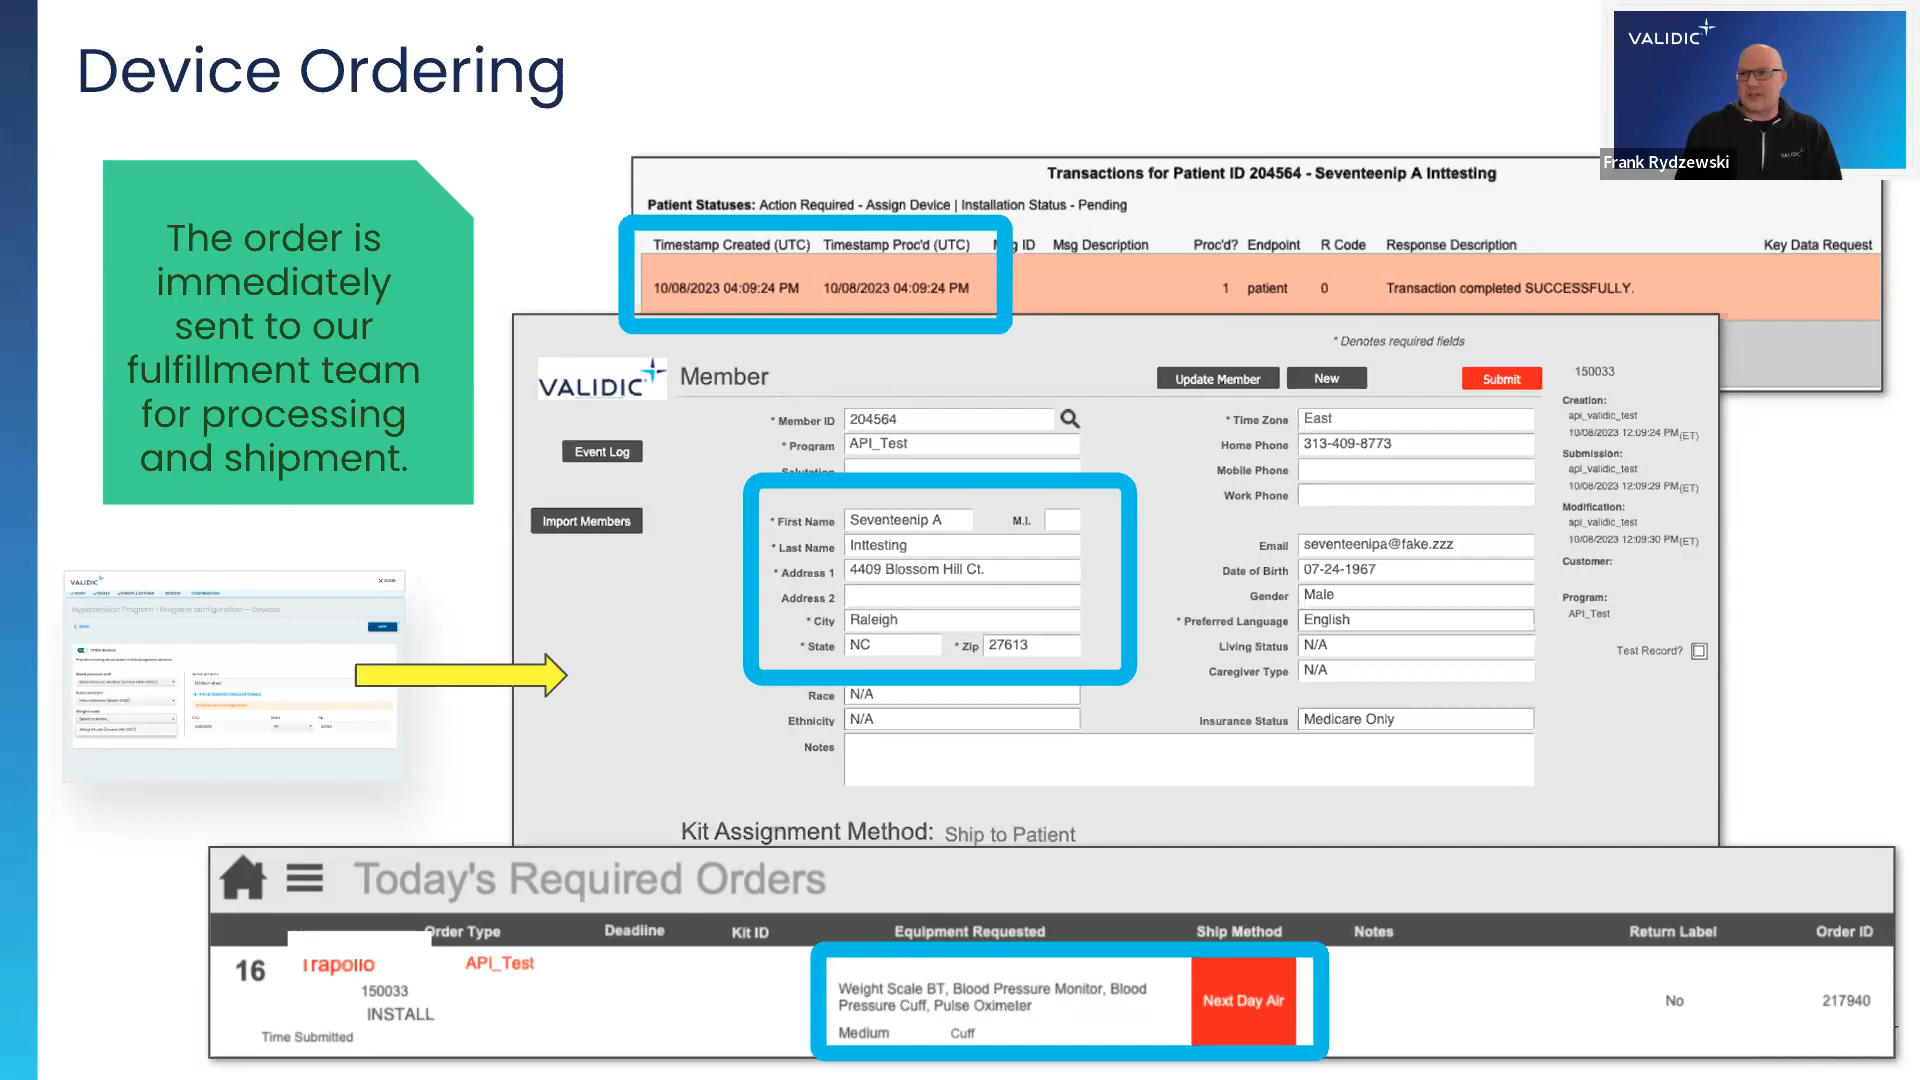 Device Ordering
VALIDIC
Frank Rydzewski
VALIDIC
The order is
immediately
sent to our
fulfillment team
for processing
and shipment.
Transactions for Patient ID 204564 - Seventeenip A Inttesting
Patient Statuses: Action Required - Assign Device | Installation Status - Pending
Timestamp Created (UTC) Timestamp Proc'd (UTC) Msg ID Msg Description Proc'd? Endpoint R Code Response Description Key Data Request
10/08/2023 04:09:24 PM 10/08/2023 04:09:24 PM 1 patient 0 Transaction completed SUCCESSFULLY.
* Denotes required fields
VALIDIC Member Update Member New Submit 150033
Event Log
Import Members
* Member ID 204564
* Program API_Test
Salutation
* First Name Seventeenip A M.I.
* Last Name Inttesting
* Address 1 4409 Blossom Hill Ct.
Address 2
* City Raleigh
* State NC * Zip 27613
Race N/A
Ethnicity N/A
Notes
* Time Zone East
Home Phone 313-409-8773
Mobile Phone
Work Phone
Email seventeenipa@fake.zzz
Date of Birth 07-24-1967
Gender Male
* Preferred Language English
Living Status N/A
Caregiver Type N/A
Insurance Status Medicare Only
Creation:
api_validic_test
10/08/2023 12:09:24 PM (ET)
Submission:
api_validic_test
10/08/2023 12:09:29 PM (ET)
Modification:
api_validic_test
10/08/2023 12:09:30 PM (ET)
Customer:
Program:
API_Test
Test Record?
Kit Assignment Method: Ship to Patient
VALIDIC
X CLOSE
Hypertension Program / Program configuration — Devices
Today's Required Orders
Order Type Deadline Kit ID Equipment Requested Ship Method Notes Return Label Order ID
16 Trapollo API_Test
150033
INSTALL
Time Submitted
Weight Scale BT, Blood Pressure Monitor, Blood
Pressure Cuff, Pulse Oximeter
Medium Cuff
Next Day Air
No 217940